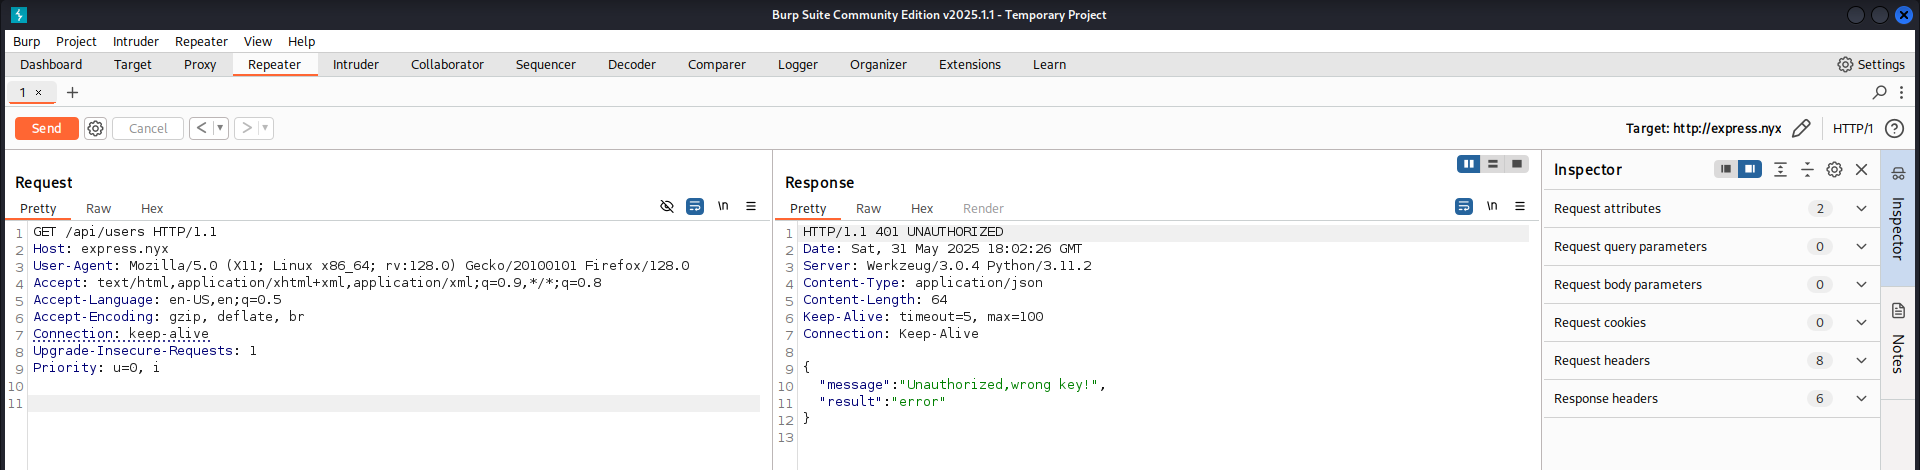 Burp Suite Community Edition v2025.1.1 - Temporary Project
Burp Project Intruder Repeater View Help
Dashboard Target Proxy Repeater Intruder Collaborator Sequencer Decoder Comparer Logger Organizer Extensions Learn Settings
1 × +
Send Cancel < > Target: http://express.nyx HTTP/1 ?
Request
Pretty Raw Hex \n
1 GET /api/users HTTP/1.1
2 Host: express.nyx
3 User-Agent: Mozilla/5.0 (X11; Linux x86_64; rv:128.0) Gecko/20100101 Firefox/128.0
4 Accept: text/html,application/xhtml+xml,application/xml;q=0.9,*/*;q=0.8
5 Accept-Language: en-US,en;q=0.5
6 Accept-Encoding: gzip, deflate, br
7 Connection: keep-alive
8 Upgrade-Insecure-Requests: 1
9 Priority: u=0, i
10
11
Response
Pretty Raw Hex Render \n
1 HTTP/1.1 401 UNAUTHORIZED
2 Date: Sat, 31 May 2025 18:02:26 GMT
3 Server: Werkzeug/3.0.4 Python/3.11.2
4 Content-Type: application/json
5 Content-Length: 64
6 Keep-Alive: timeout=5, max=100
7 Connection: Keep-Alive
8
9 {
10 "message":"Unauthorized,wrong key!",
11 "result":"error"
12 }
13
Inspector
Request attributes 2
Request query parameters 0
Request body parameters 0
Request cookies 0
Request headers 8
Response headers 6
Inspector
Notes